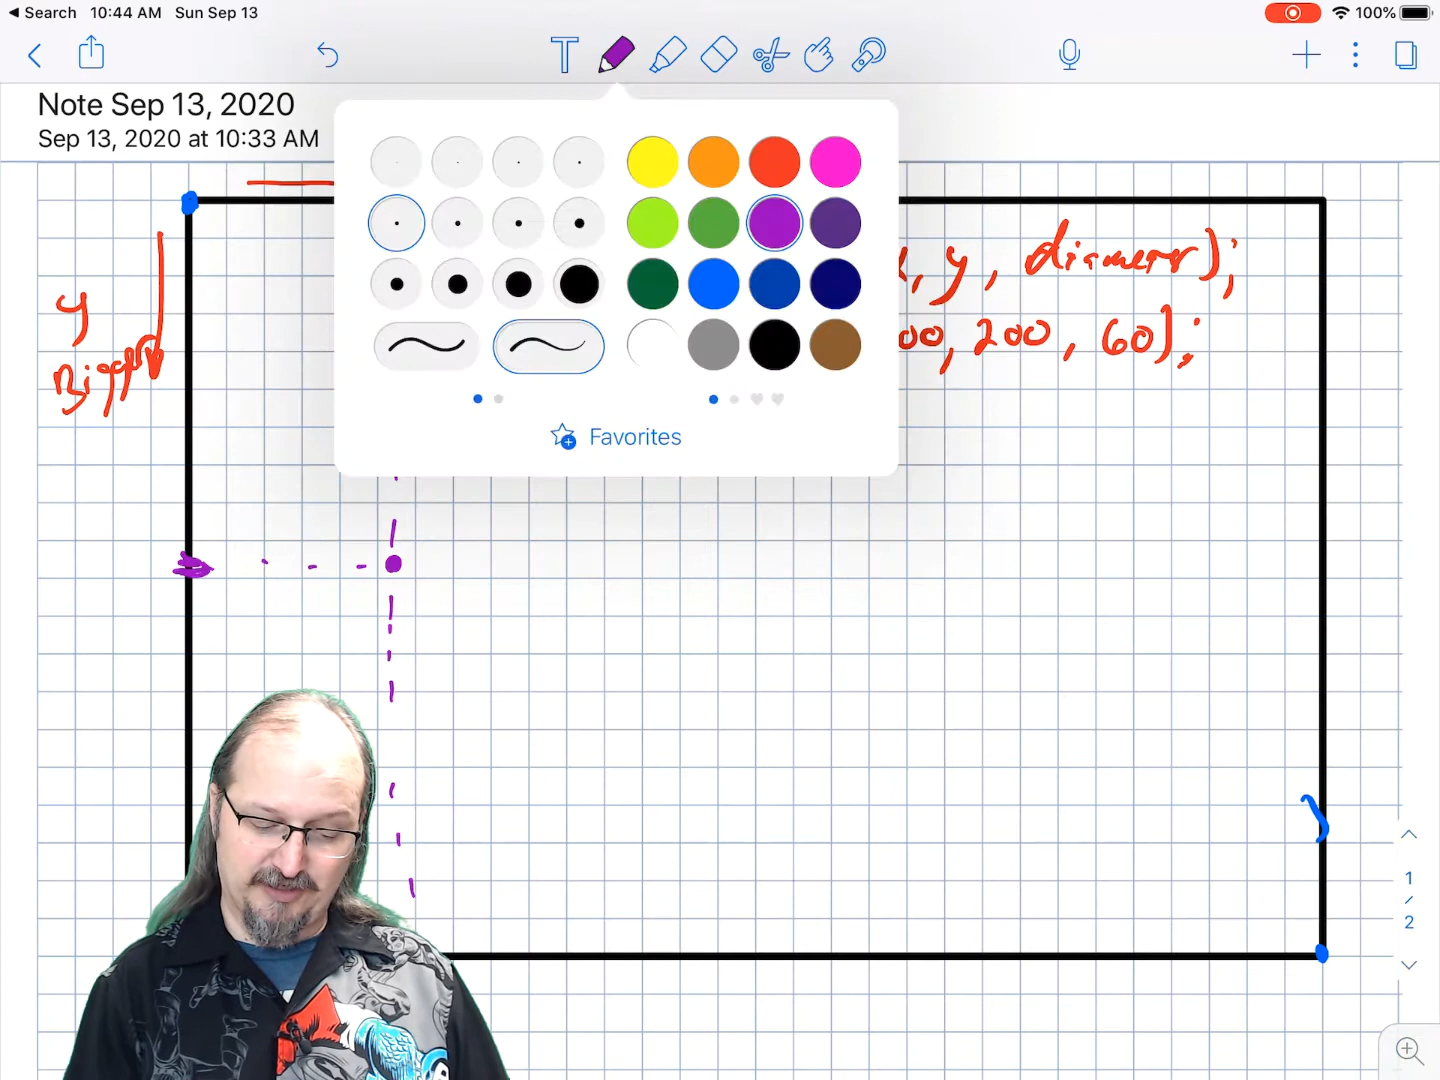 Search 10:44 AM Sun Sep 13 100%
T
Note Sep 13, 2020
Sep 13, 2020 at 10:33 AM
, y, diameter);
00, 200, 60);
y
Bigger
Favorites
1
/
2